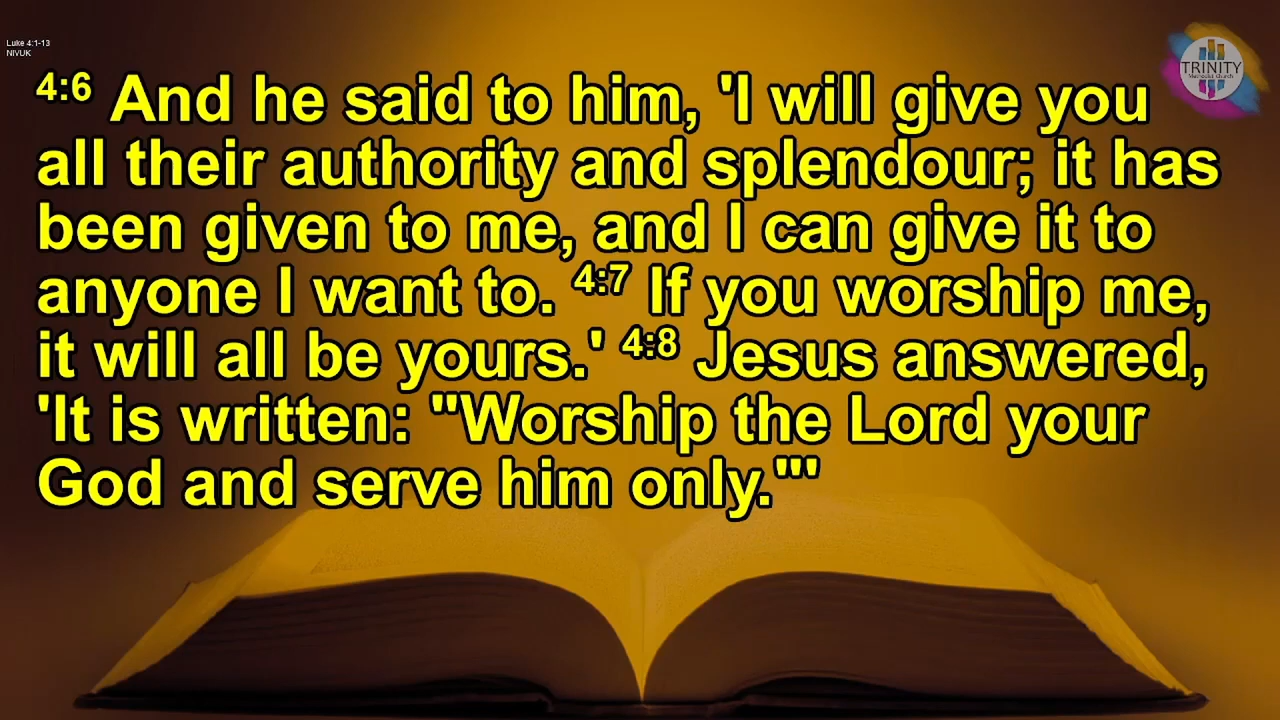 Luke 4:1-13
NIVUK
TRINITY
Methodist church
4:6 And he said to him, 'I will give you
all their authority and splendour; it has
been given to me, and I can give it to
anyone I want to. 4:7 If you worship me,
it will all be yours.' 4:8 Jesus answered,
'It is written: "Worship the Lord your
God and serve him only."'